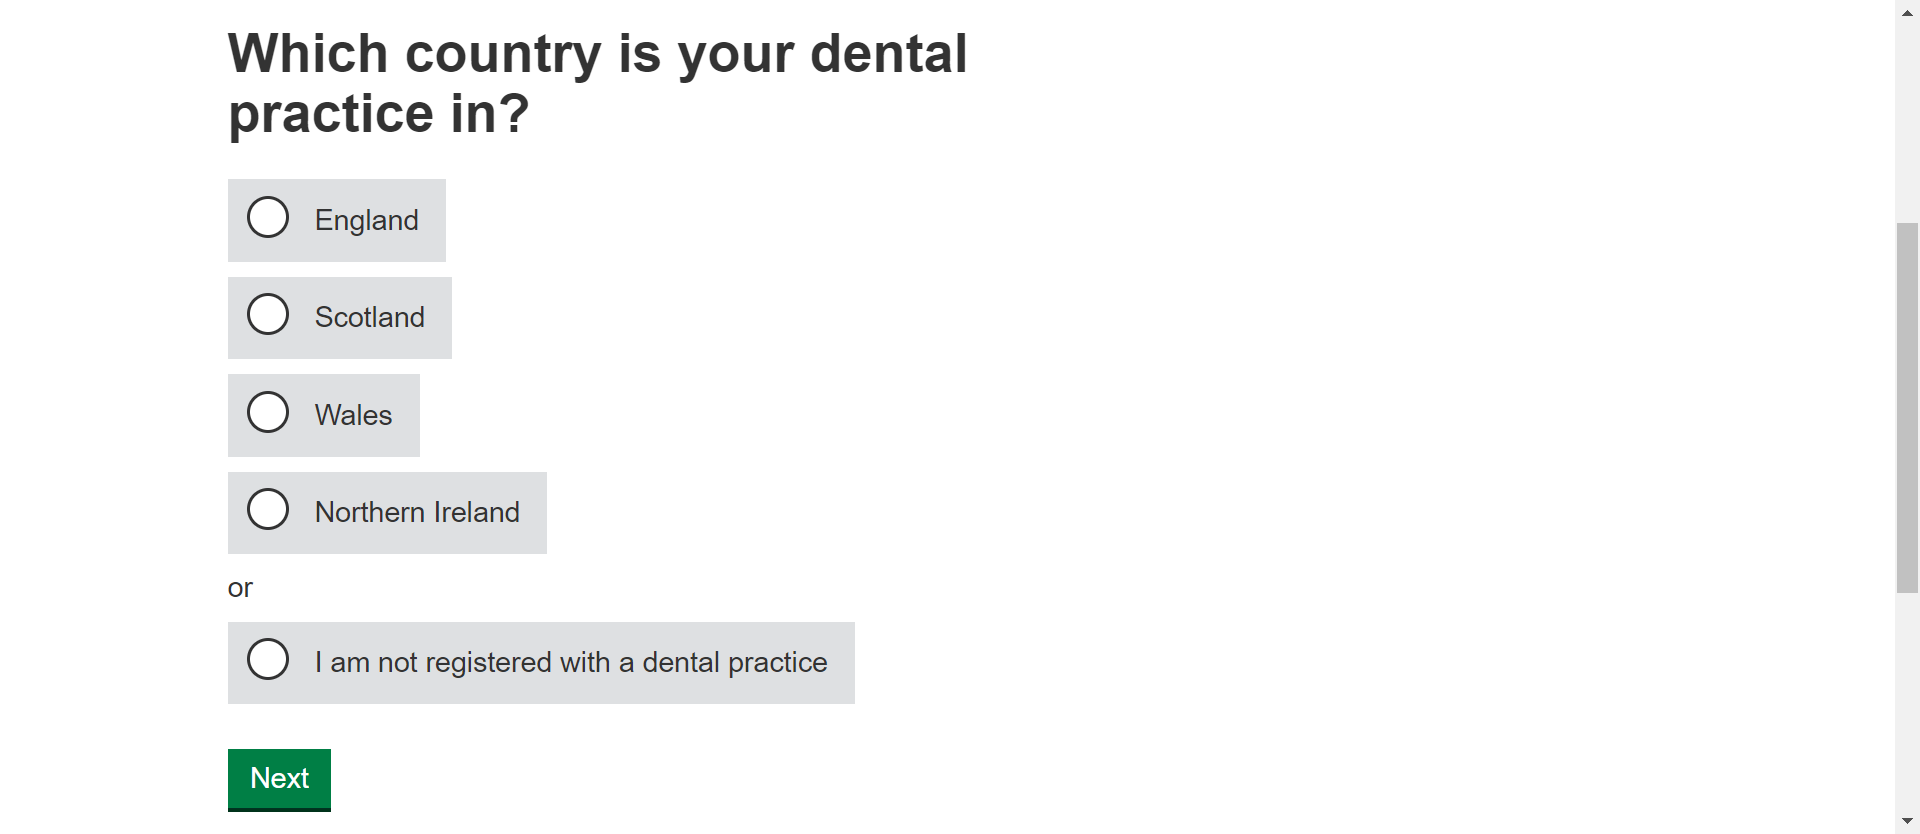 Which country is your dental
practice in?
England
Scotland
Wales
Northern Ireland
or
I am not registered with a dental practice
Next